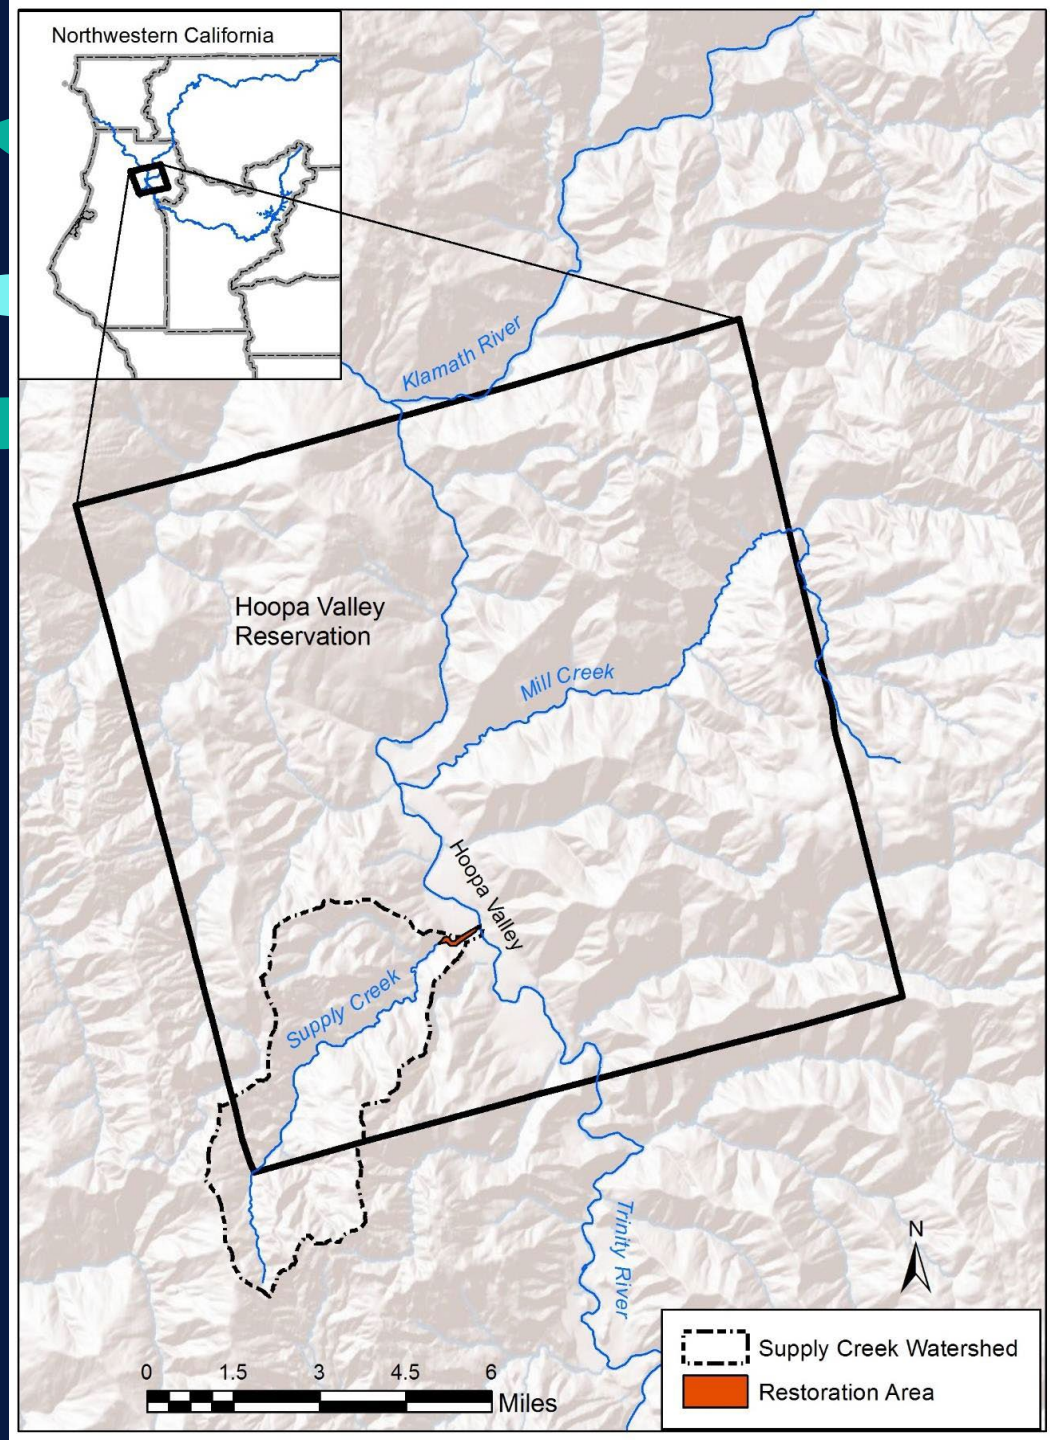 Northwestern California
Klamath River
Hoopa Valley
Reservation
Mill Creek
Hoopa Valley
Supply Creek
Trinity River
N
0 1.5 3 4.5 6
Miles
Supply Creek Watershed
Restoration Area